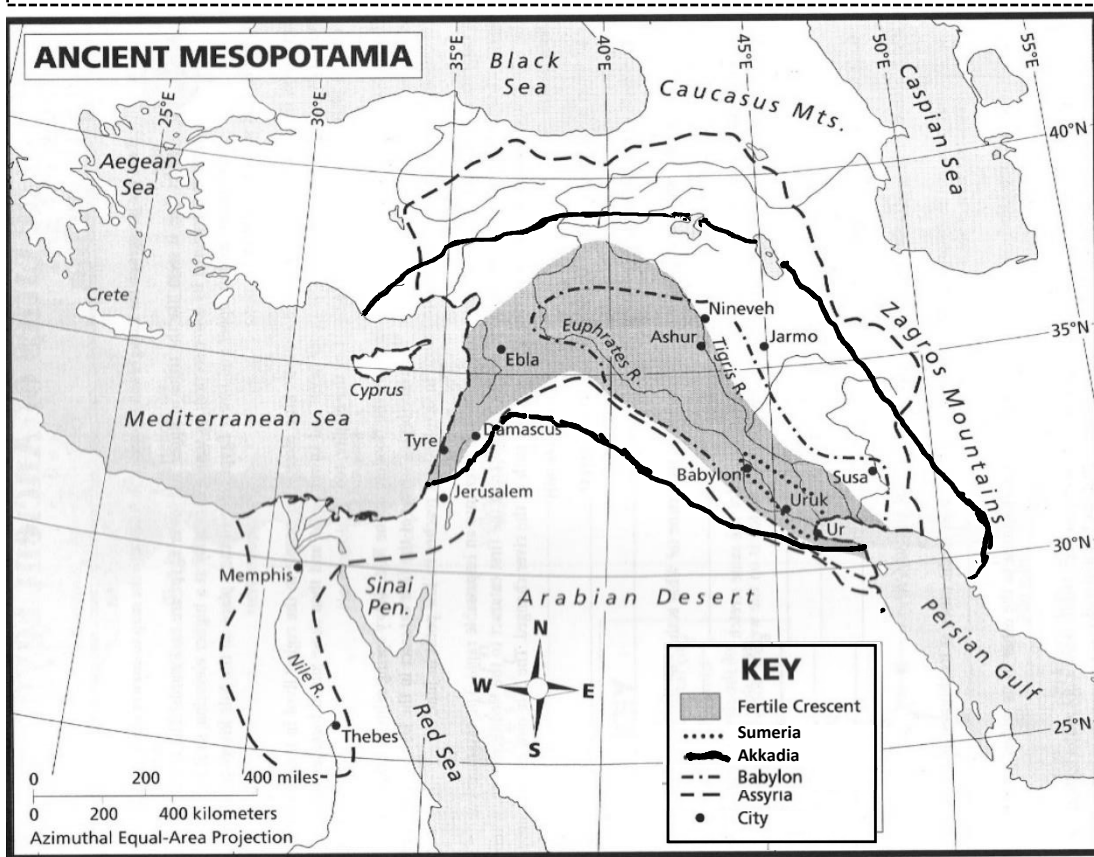 ANCIENT MESOPOTAMIA
25°E
30°E
35°E
40°E
45°E
50°E
55°E
Black
Sea
Caucasus Mts.
Caspian Sea
40°N
Aegean
Sea
Crete
Cyprus
Mediterranean Sea
Ebla
Euphrates R.
Nineveh
Ashur
Tigris R.
Jarmo
Zagros Mountains
35°N
Tyre
Damascus
Jerusalem
Babylon
Uruk
Susa
Ur
30°N
Memphis
Sinai
Pen.
Arabian Desert
Persian Gulf
Nile R.
Thebes
Red Sea
N
W
E
S
25°N
KEY
Fertile Crescent
Sumeria
Akkadia
Babylon
Assyria
City
0 200 400 miles
0 200 400 kilometers
Azimuthal Equal-Area Projection